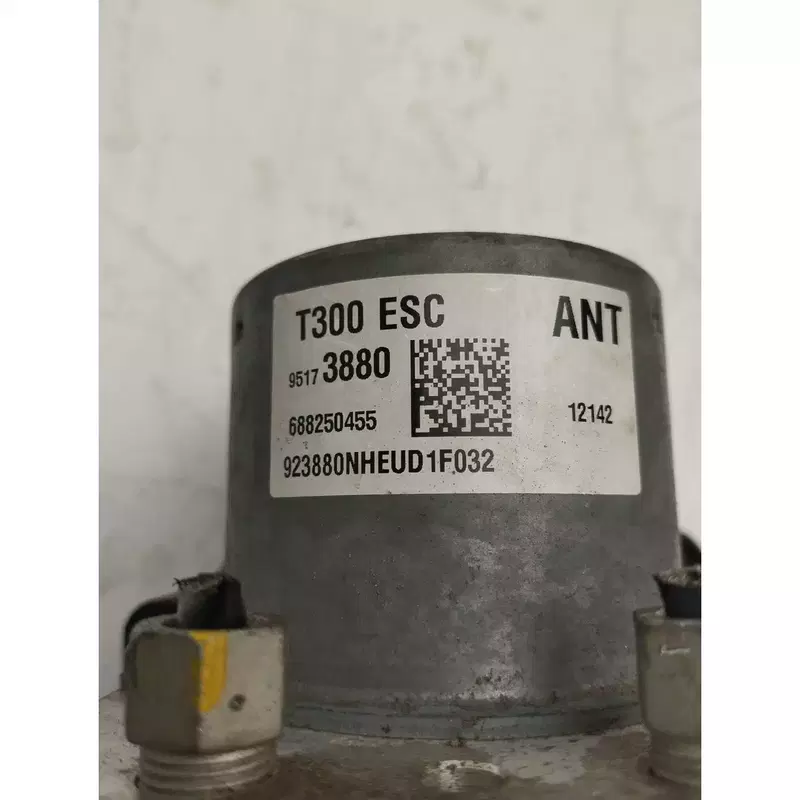 T300 ESC ANT
9517 3880
688250455 12142
923880NHEUD1F032